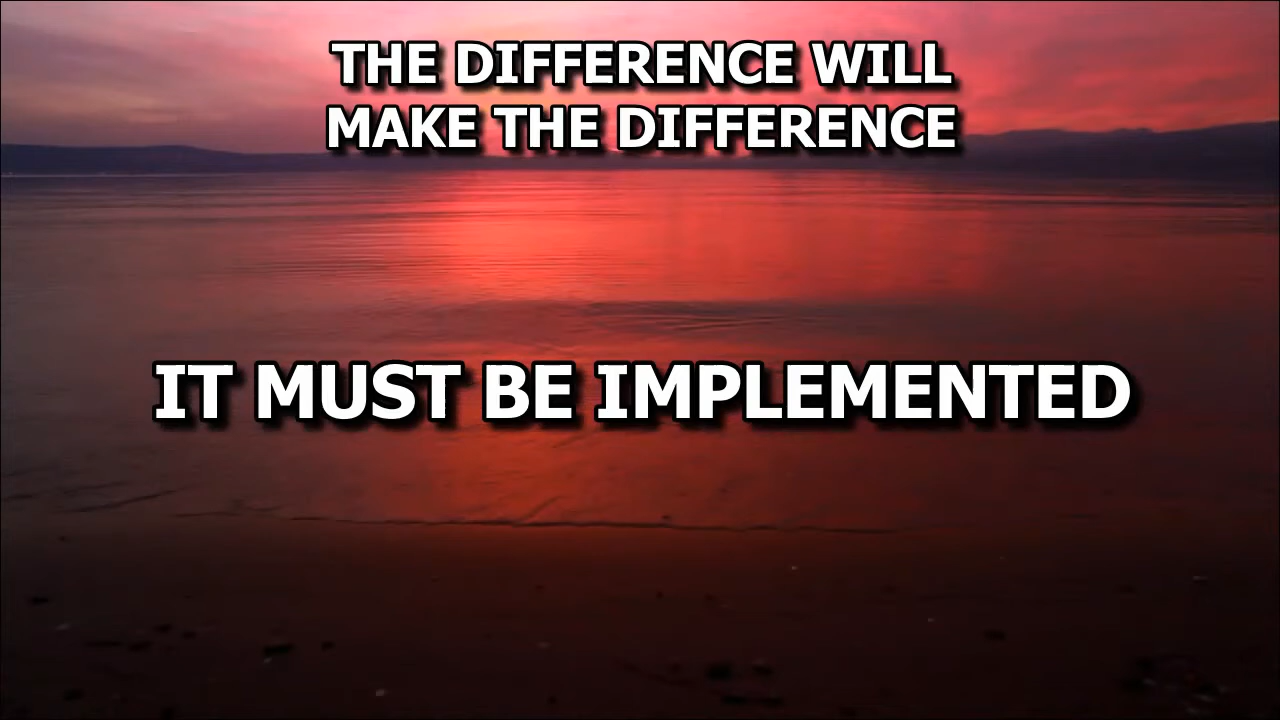 THE DIFFERENCE WILL
MAKE THE DIFFERENCE
IT MUST BE IMPLEMENTED